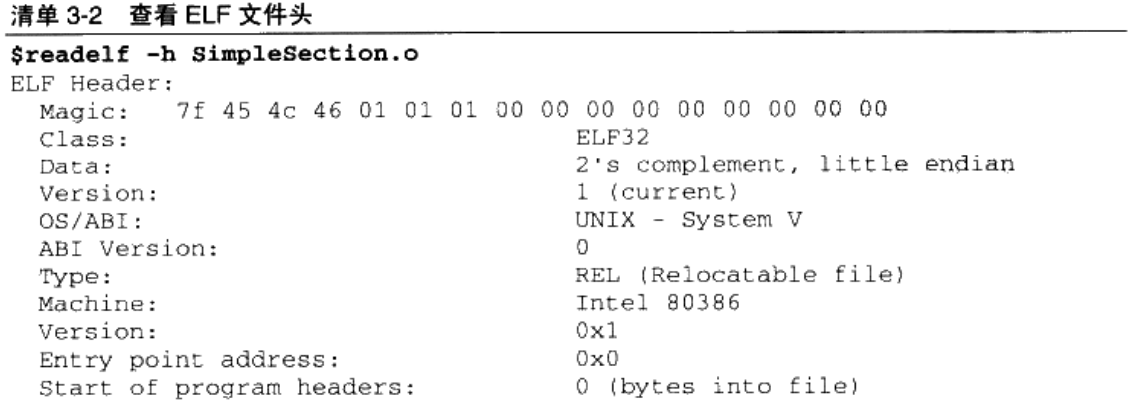 清单 3-2 查看 ELF 文件头
$readelf -h SimpleSection.o
ELF Header:
Magic: 7f 45 4c 46 01 01 01 00 00 00 00 00 00 00 00 00
Class: ELF32
Data: 2's complement, little endian
Version: 1 (current)
OS/ABI: UNIX - System V
ABI Version: 0
Type: REL (Relocatable file)
Machine: Intel 80386
Version: 0x1
Entry point address: 0x0
Start of program headers: 0 (bytes into file)